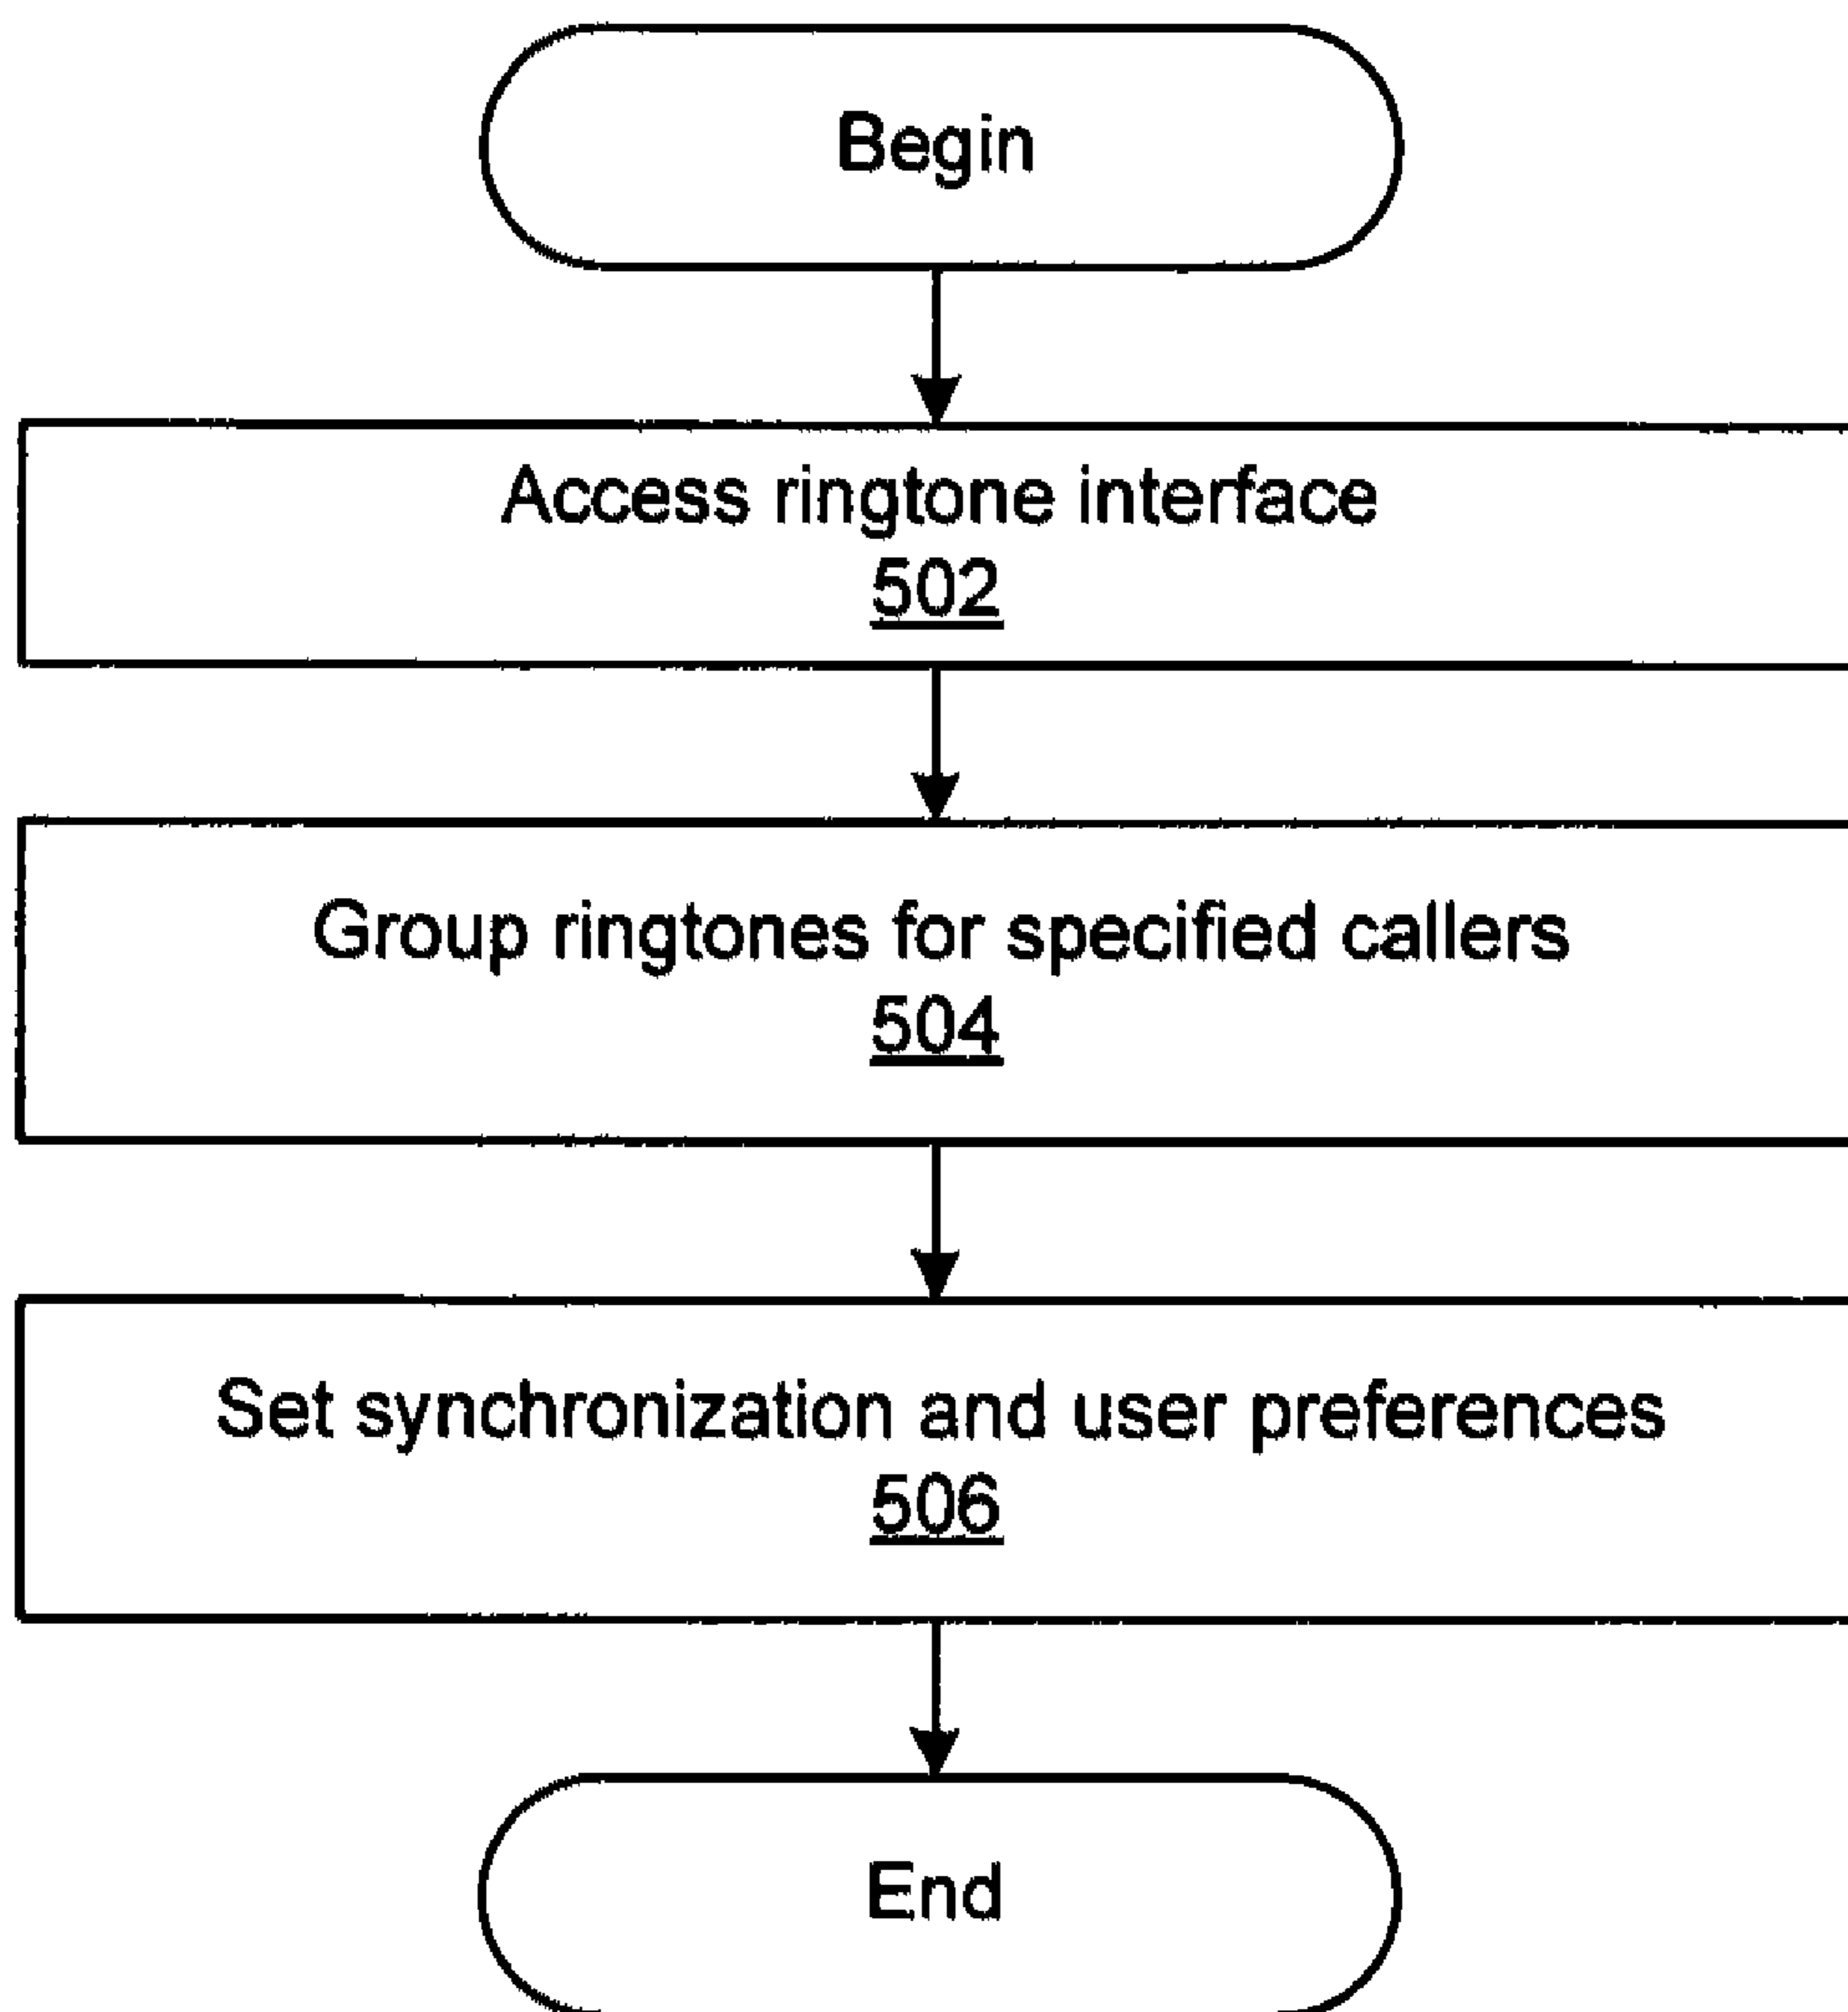 Begin
Access ringtone interface
502
Group ringtones for specified callers
504
Set synchronization and user preferences
506
End